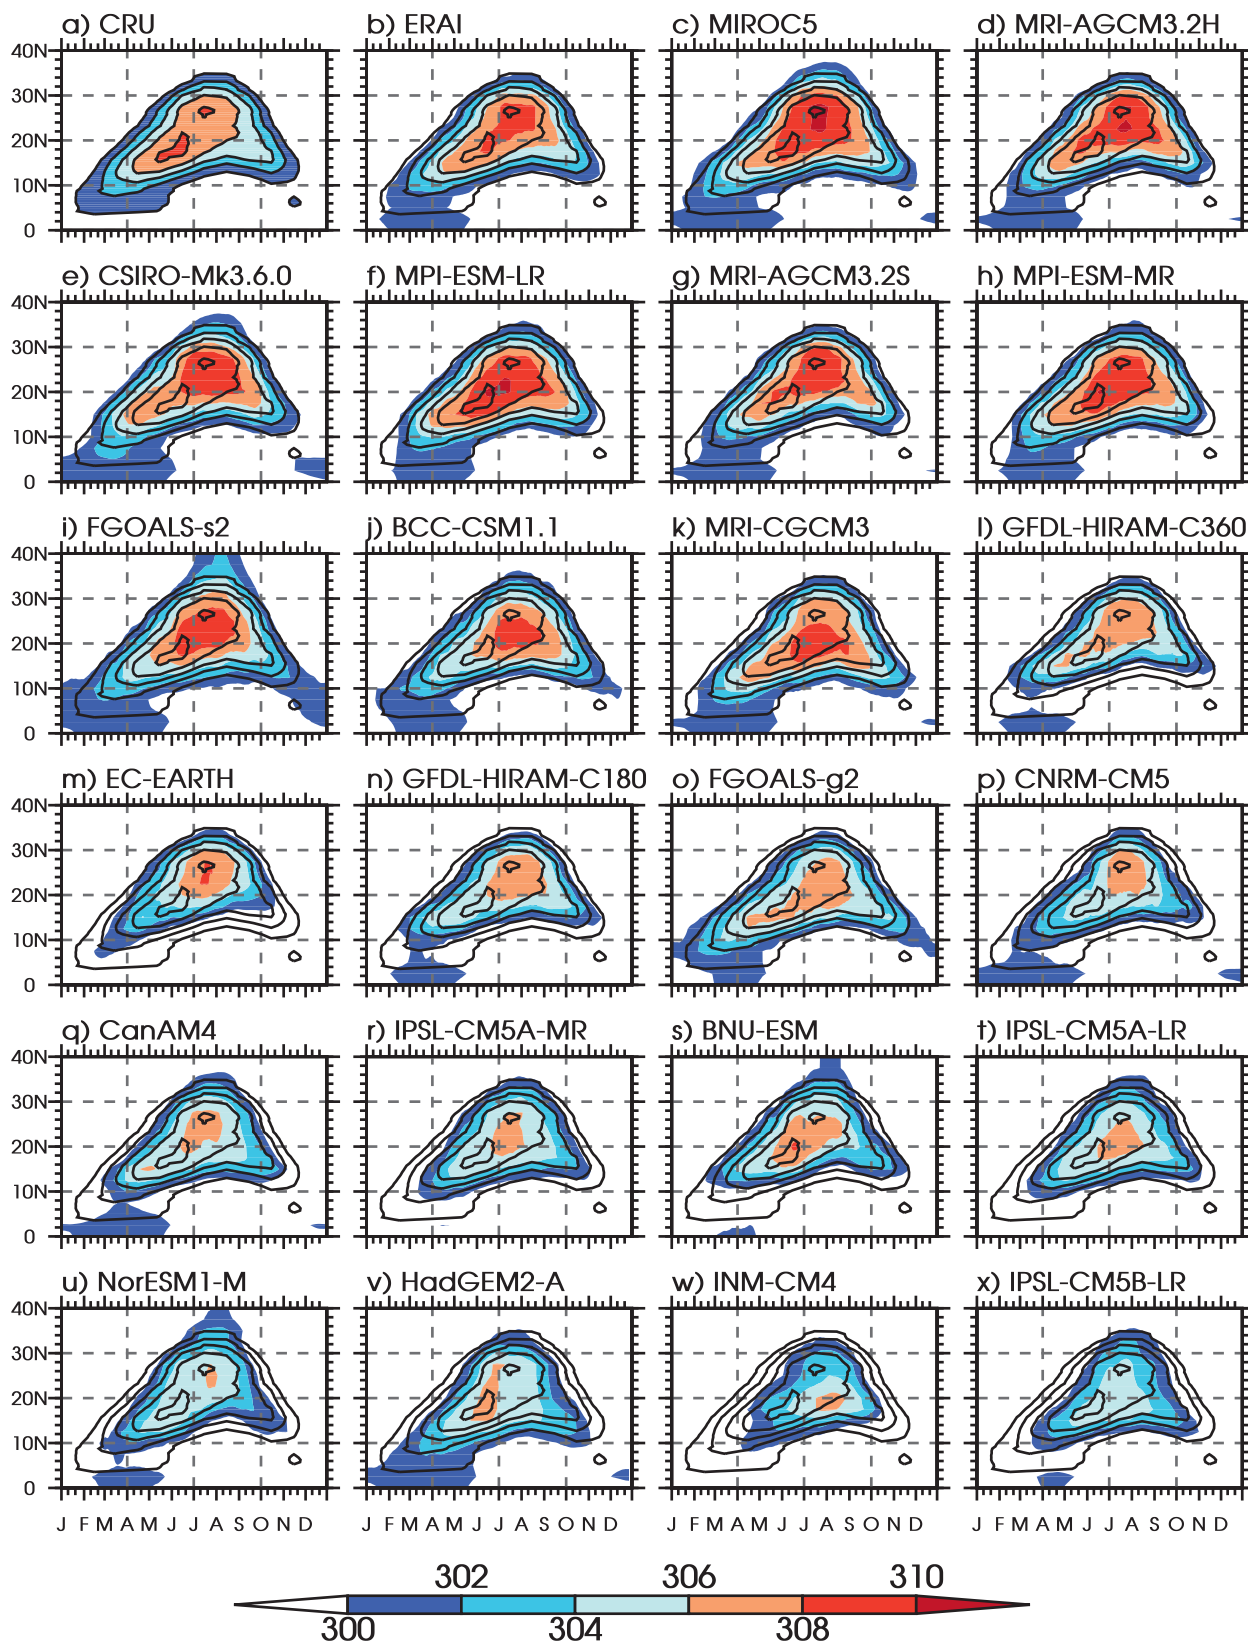 a) CRU b) ERAI c) MIROC5 d) MRI-AGCM3.2H
40N
30N
20N
10N
0
e) CSIRO-Mk3.6.0 f) MPI-ESM-LR g) MRI-AGCM3.2S h) MPI-ESM-MR
40N
30N
20N
10N
0
i) FGOALS-s2 j) BCC-CSM1.1 k) MRI-CGCM3 l) GFDL-HIRAM-C360
40N
30N
20N
10N
0
m) EC-EARTH n) GFDL-HIRAM-C180 o) FGOALS-g2 p) CNRM-CM5
40N
30N
20N
10N
0
q) CanAM4 r) IPSL-CM5A-MR s) BNU-ESM t) IPSL-CM5A-LR
40N
30N
20N
10N
0
u) NorESM1-M v) HadGEM2-A w) INM-CM4 x) IPSL-CM5B-LR
40N
30N
20N
10N
0
J F M A M J J A S O N D J F M A M J J A S O N D J F M A M J J A S O N D J F M A M J J A S O N D
302 306 310
300 304 308